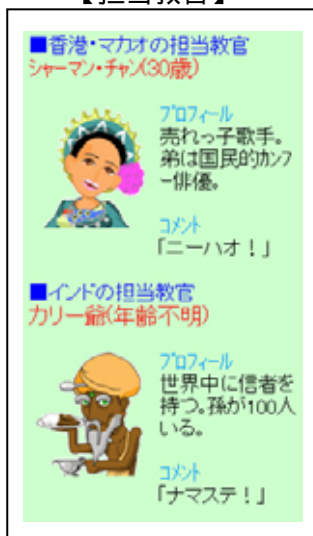 【担当教官】
■香港・マカオの担当教官
シャーマン・チャン(30歳)
プロフィール
売れっ子歌手。
弟は国民的カンフ
ー俳優。
コメント
「ニーハオ!」
■インドの担当教官
カリー爺(年齢不明)
プロフィール
世界中に信者を
持つ。孫が100人
いる。
コメント
「ナマステ!」